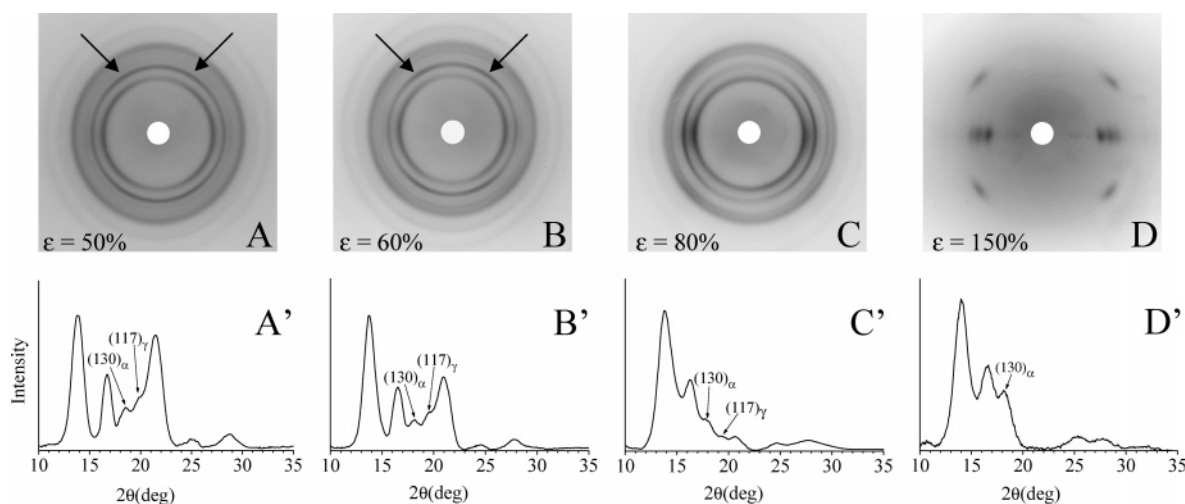 A
ε = 50%
B
ε = 60%
C
ε = 80%
D
ε = 150%
A'
(130)α
(117)γ
Intensity
10 15 20 25 30 35
2θ(deg)
B'
(130)α
(117)γ
10 15 20 25 30 35
2θ(deg)
C'
(130)α
(117)γ
10 15 20 25 30 35
2θ(deg)
D'
(130)α
10 15 20 25 30 35
2θ(deg)